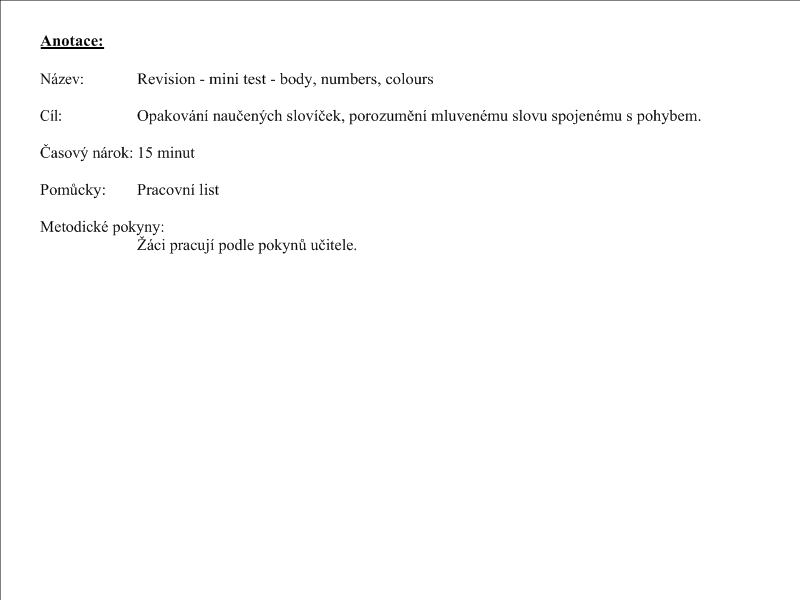 Anotace:
Název: Revision - mini test - body, numbers, colours
Cíl: Opakování naučených slovíček, porozumění mluvenému slovu spojenému s pohybem.
Časový nárok: 15 minut
Pomůcky: Pracovní list
Metodické pokyny:
Žáci pracují podle pokynů učitele.